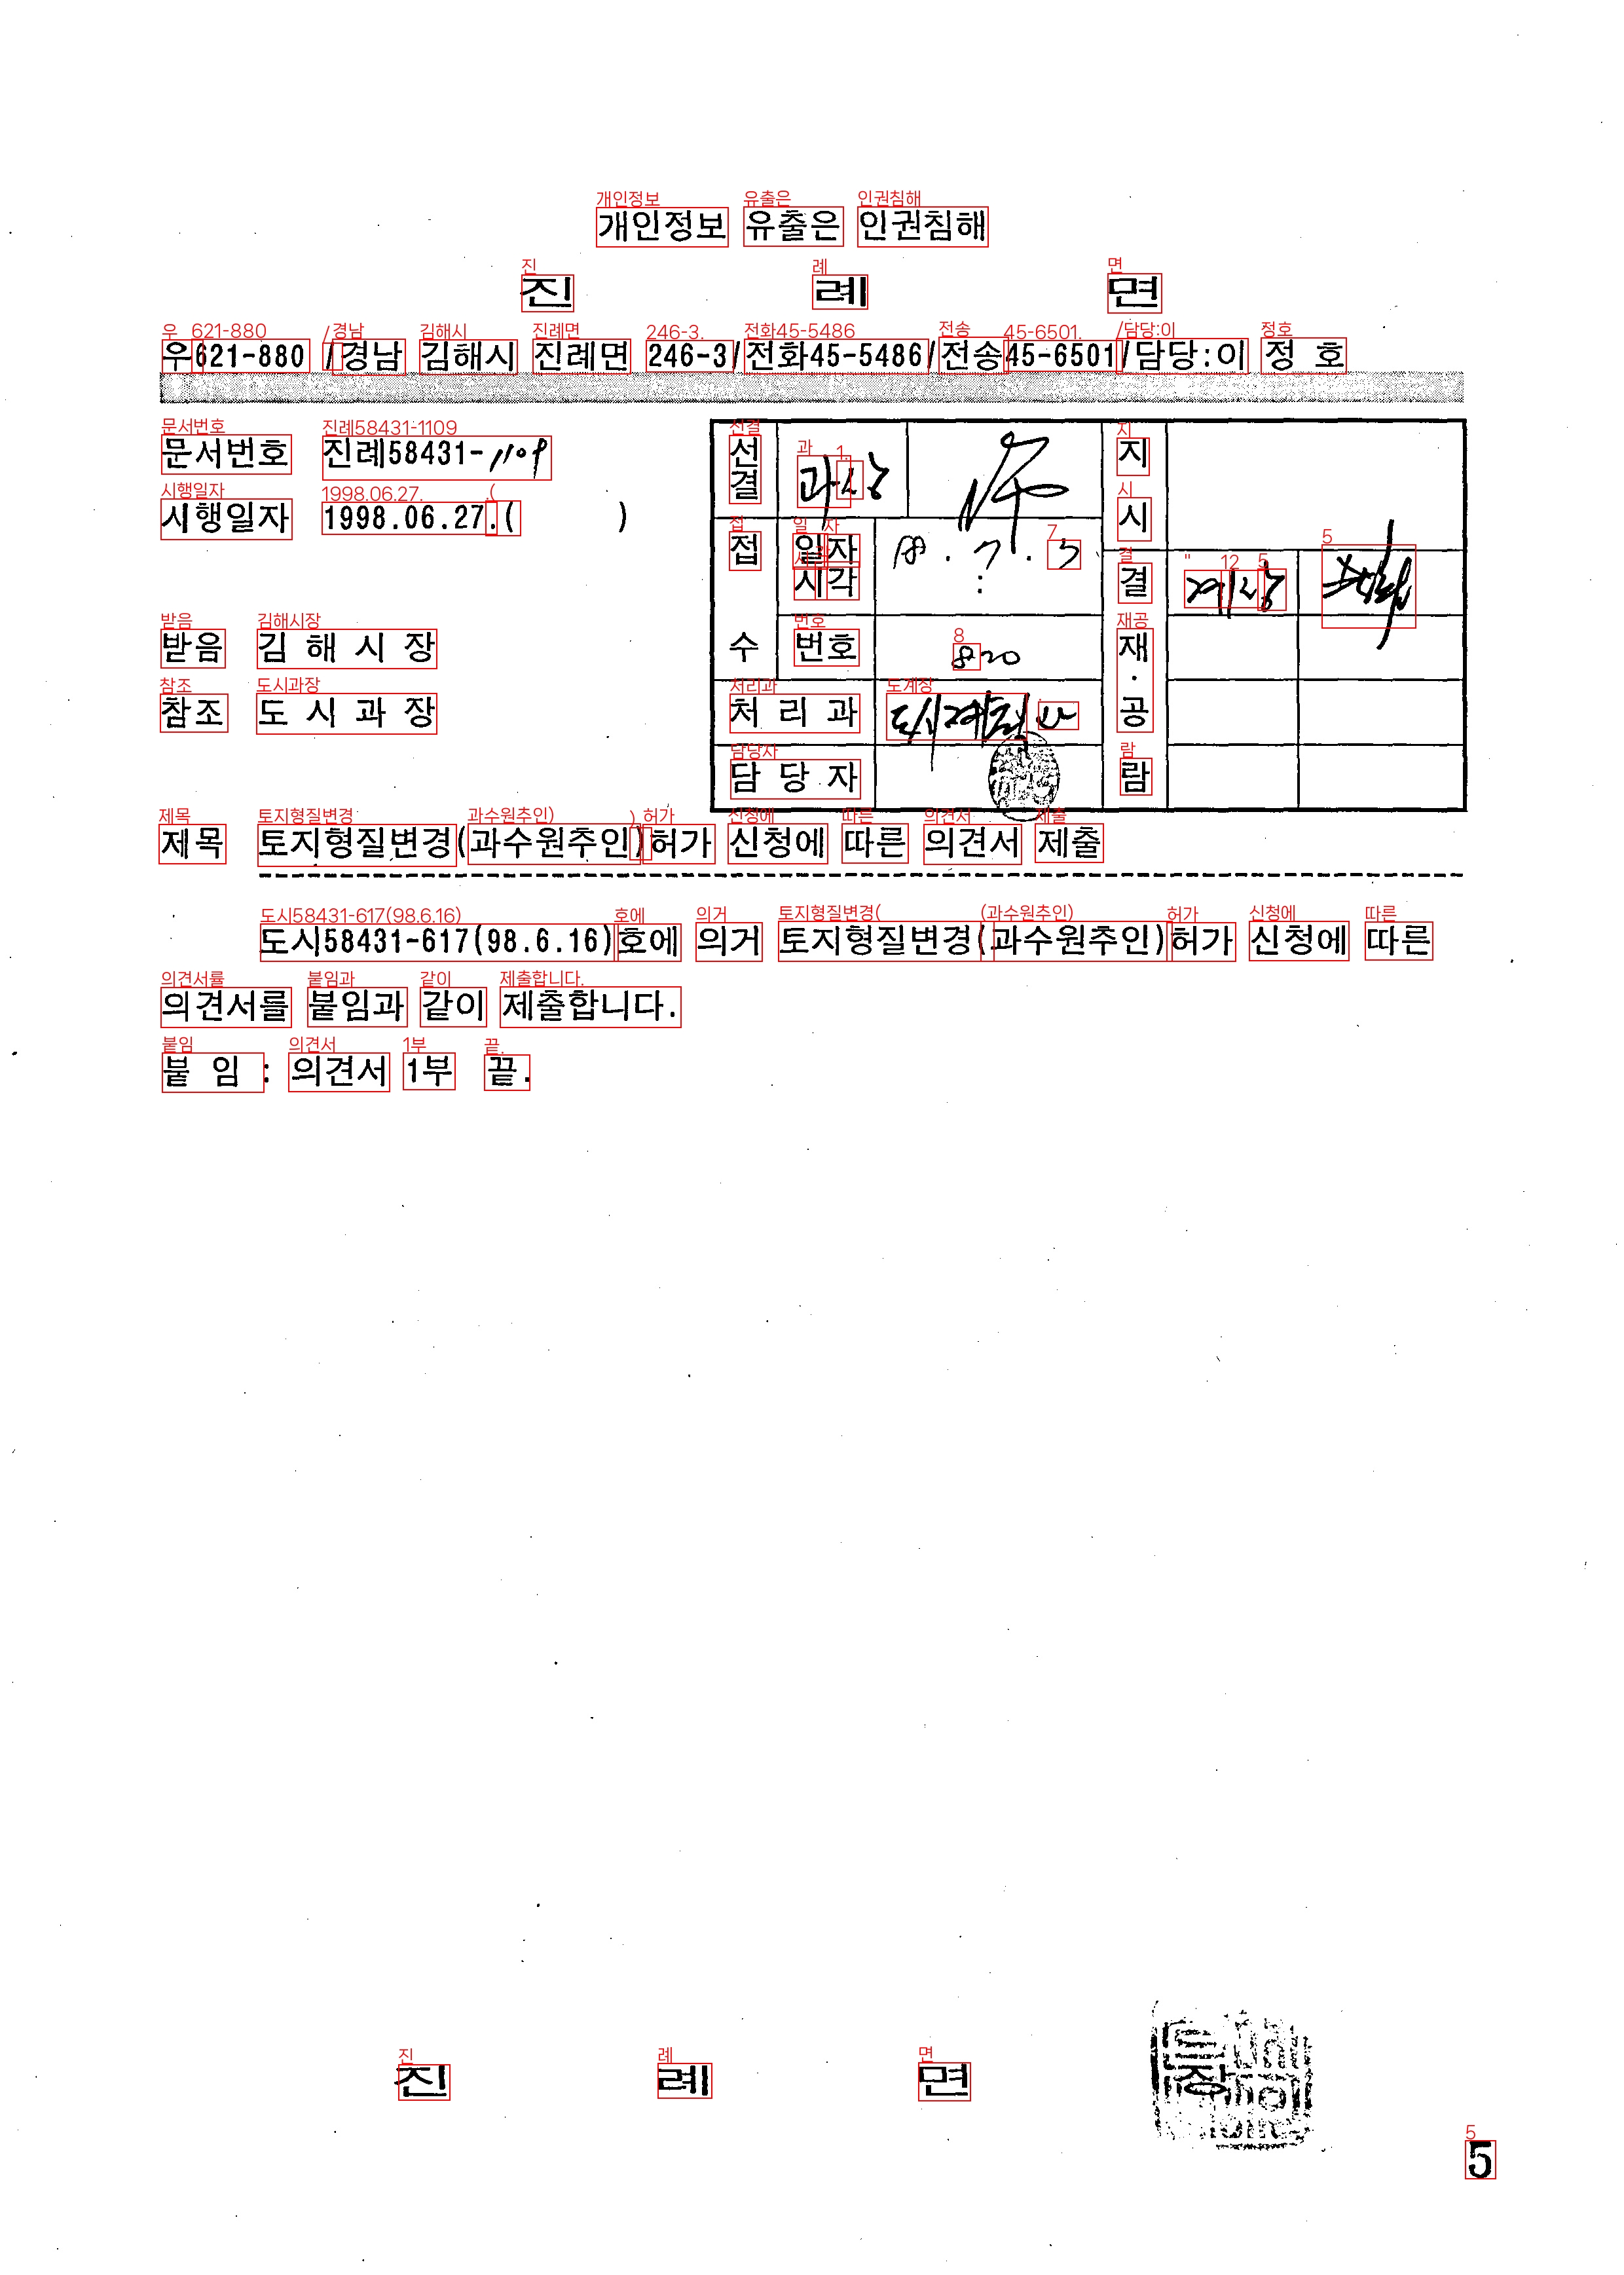 개인정보 유출은 인권침해
진 례 면
우621-880 /경남 김해시 진례면 246-3/전화45-5486/전송45-6501/담당:이 정 호
문서번호 진례58431-1109
시행일자 1998.06.27.( )
받음 김 해 시 장
참조 도 시 과 장
선결 과장 지시
접수 일자 시각 98. 7. 3 :
결재·공람 계장
번호 820
처 리 과 도시계획
담 당 자
제목 토지형질변경(과수원추인)허가 신청에 따른 의견서 제출
도시58431-617(98.6.16)호에 의거 토지형질변경(과수원추인)허가 신청에 따른
의견서를 붙임과 같이 제출합니다.
붙 임 : 의견서 1부 끝.
진 례 면
5